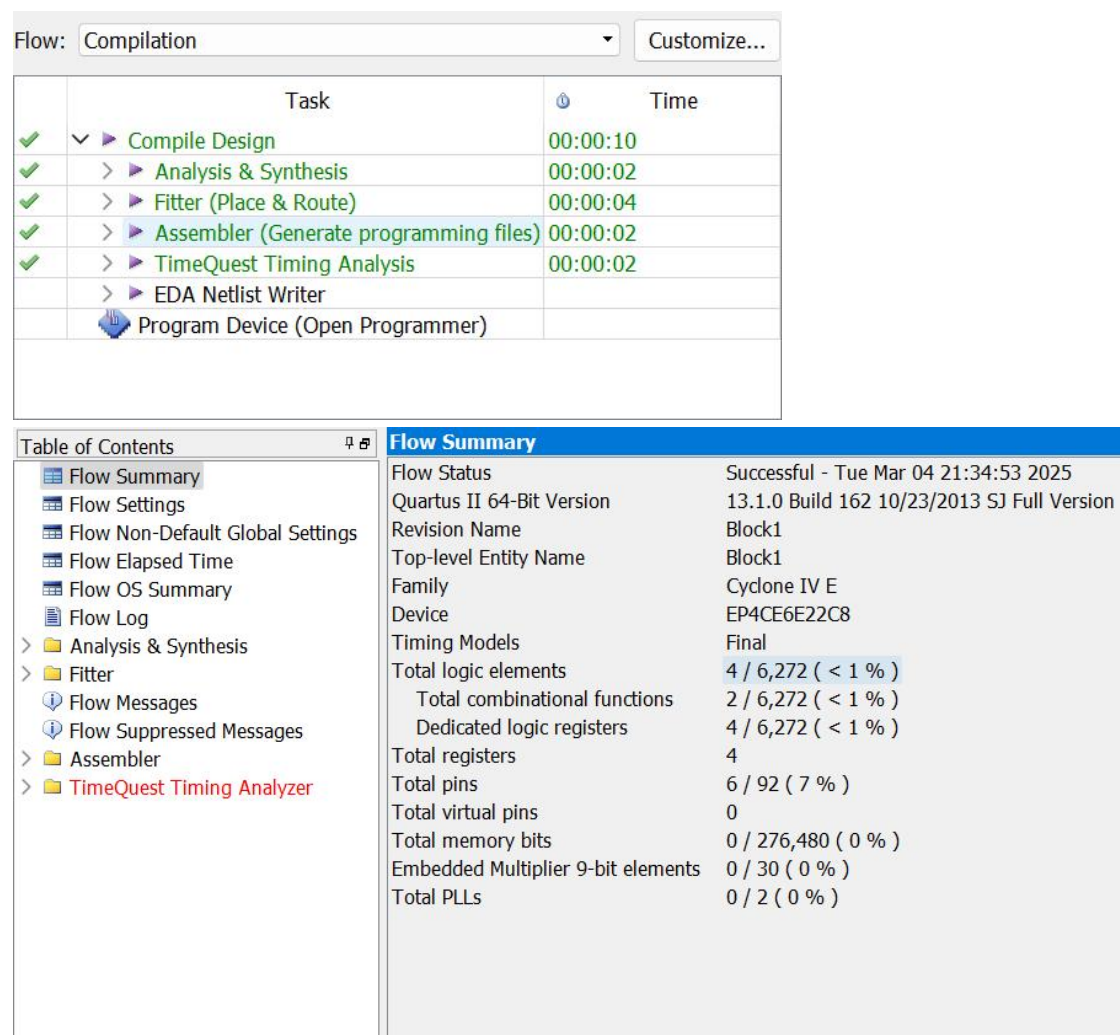 Flow: Compilation Customize...
Task Time
Compile Design 00:00:10
Analysis & Synthesis 00:00:02
Fitter (Place & Route) 00:00:04
Assembler (Generate programming files) 00:00:02
TimeQuest Timing Analysis 00:00:02
EDA Netlist Writer
Program Device (Open Programmer)
Table of Contents
Flow Summary
Flow Settings
Flow Non-Default Global Settings
Flow Elapsed Time
Flow OS Summary
Flow Log
Analysis & Synthesis
Fitter
Flow Messages
Flow Suppressed Messages
Assembler
TimeQuest Timing Analyzer
Flow Summary
Flow Status Successful - Tue Mar 04 21:34:53 2025
Quartus II 64-Bit Version 13.1.0 Build 162 10/23/2013 SJ Full Version
Revision Name Block1
Top-level Entity Name Block1
Family Cyclone IV E
Device EP4CE6E22C8
Timing Models Final
Total logic elements 4 / 6,272 ( < 1 % )
Total combinational functions 2 / 6,272 ( < 1 % )
Dedicated logic registers 4 / 6,272 ( < 1 % )
Total registers 4
Total pins 6 / 92 ( 7 % )
Total virtual pins 0
Total memory bits 0 / 276,480 ( 0 % )
Embedded Multiplier 9-bit elements 0 / 30 ( 0 % )
Total PLLs 0 / 2 ( 0 % )